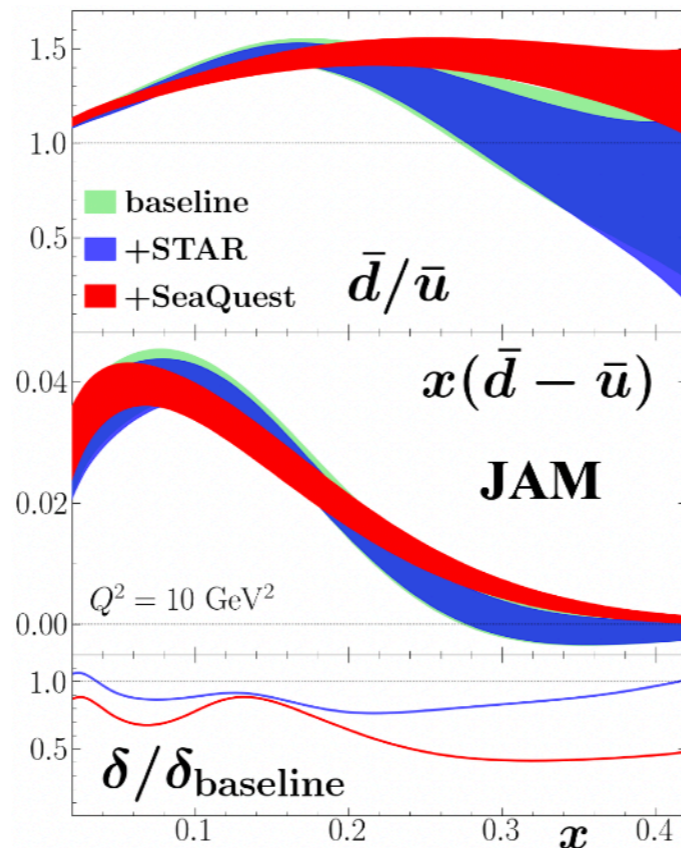 1.5
1.0
0.5
baseline
+STAR
+SeaQuest
d̄/ū
0.04
0.02
0.00
x(d̄ − ū)
JAM
Q² = 10 GeV²
1.0
0.5
δ/δbaseline
0.1 0.2 0.3 x 0.4